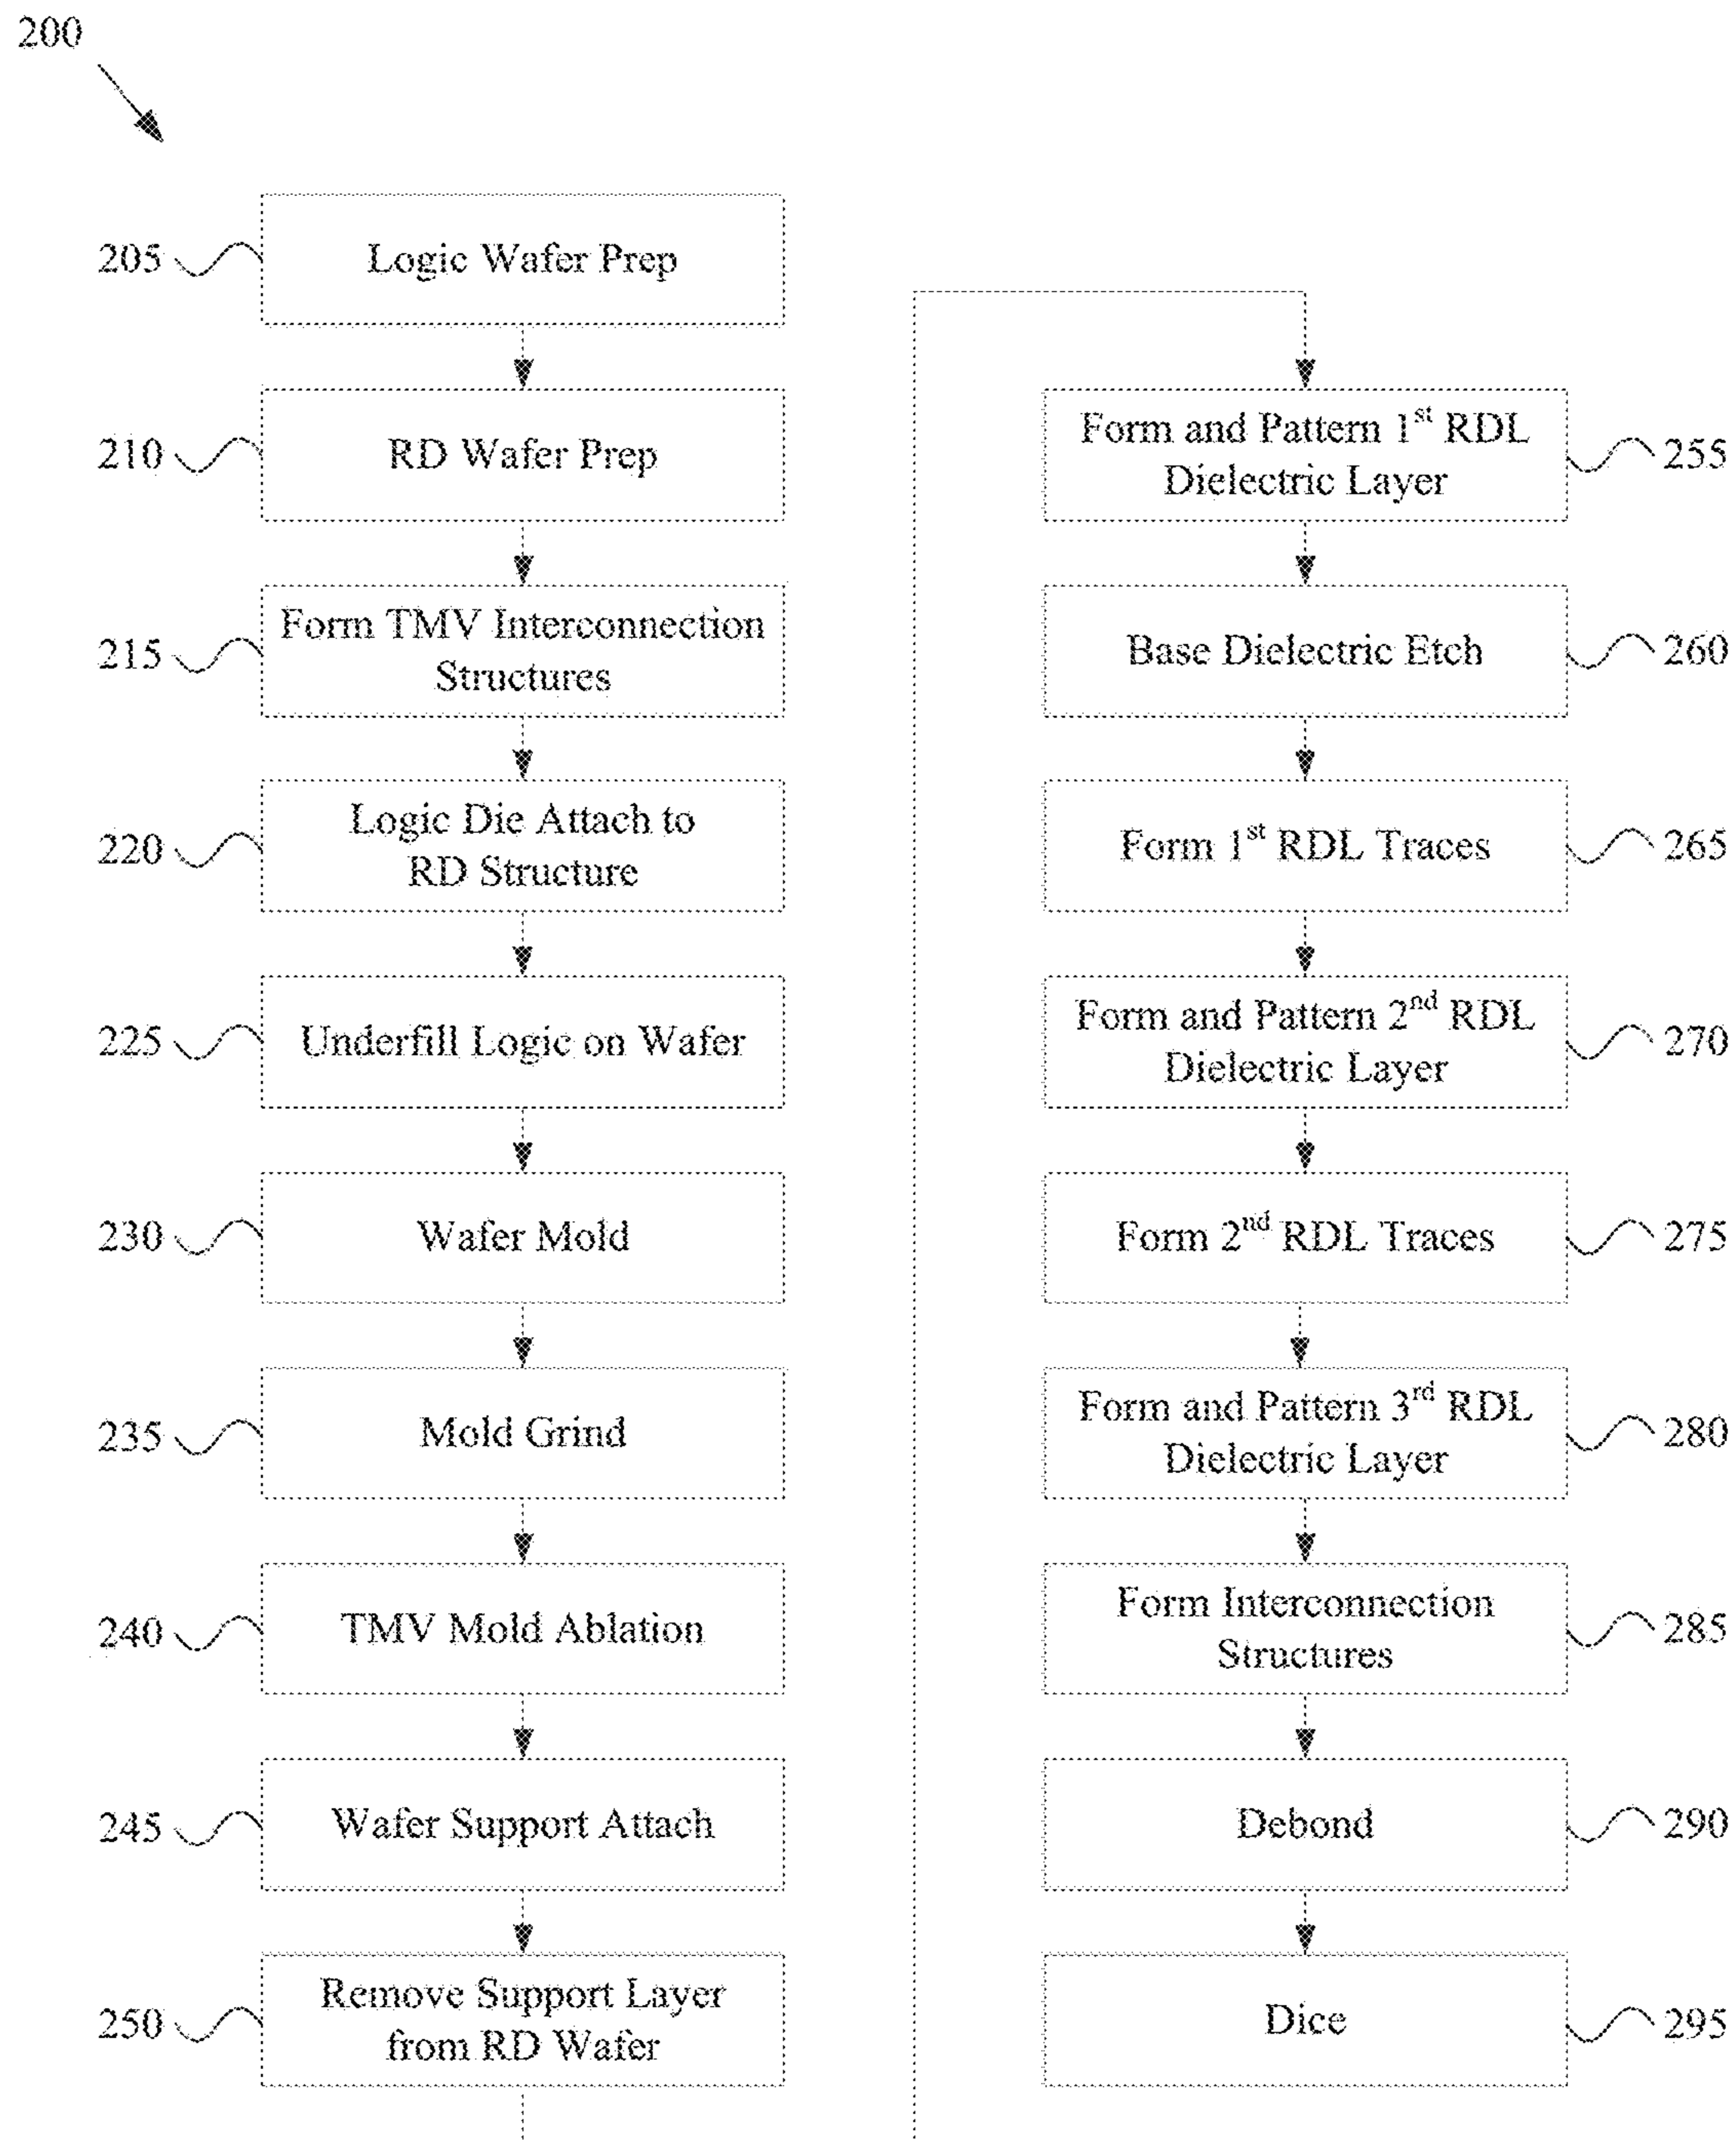 200
205
Logic Wafer Prep
210
RD Wafer Prep
215
Form TMV Interconnection
Structures
220
Logic Die Attach to
RD Structure
225
Underfill Logic on Wafer
230
Wafer Mold
235
Mold Grind
240
TMV Mold Ablation
245
Wafer Support Attach
250
Remove Support Layer
from RD Wafer
Form and Pattern 1st RDL
Dielectric Layer
255
Base Dielectric Etch
260
Form 1st RDL Traces
265
Form and Pattern 2nd RDL
Dielectric Layer
270
Form 2nd RDL Traces
275
Form and Pattern 3rd RDL
Dielectric Layer
280
Form Interconnection
Structures
285
Debond
290
Dice
295